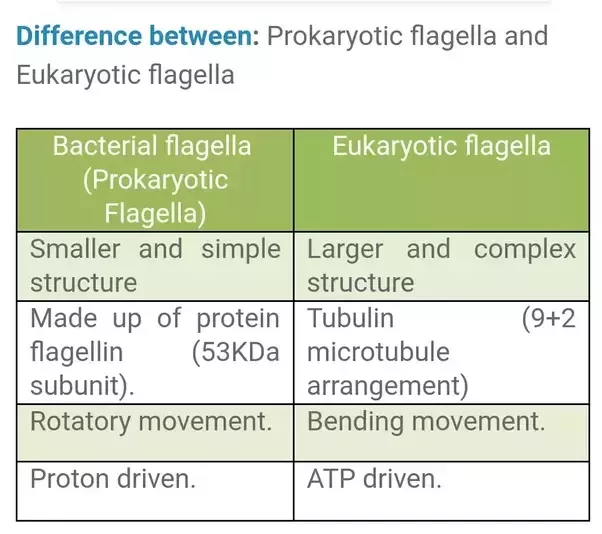 Difference between: Prokaryotic flagella and
Eukaryotic flagella
Bacterial flagella
(Prokaryotic
Flagella)
Eukaryotic flagella
Smaller and simple
structure
Larger and complex
structure
Made up of protein
flagellin (53KDa
subunit).
Tubulin (9+2
microtubule
arrangement)
Rotatory movement.
Bending movement.
Proton driven.
ATP driven.